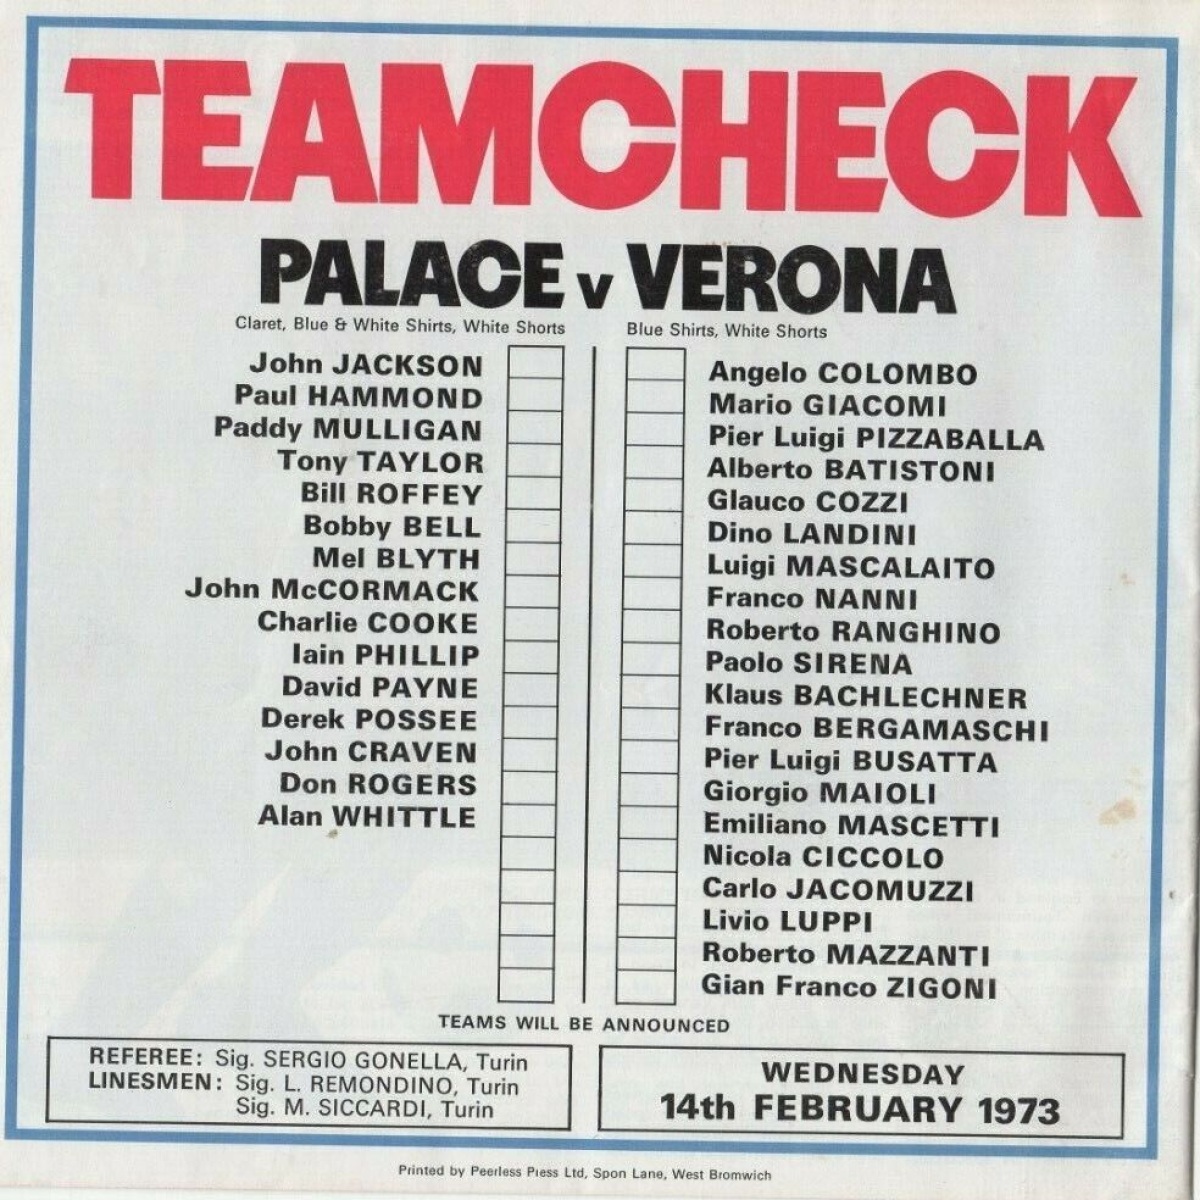 TEAMCHECK
PALACE v VERONA
Claret, Blue & White Shirts, White Shorts
John JACKSON
Paul HAMMOND
Paddy MULLIGAN
Tony TAYLOR
Bill ROFFEY
Bobby BELL
Mel BLYTH
John McCORMACK
Charlie COOKE
Iain PHILLIP
David PAYNE
Derek POSSEE
John CRAVEN
Don ROGERS
Alan WHITTLE
Blue Shirts, White Shorts
Angelo COLOMBO
Mario GIACOMI
Pier Luigi PIZZABALLA
Alberto BATISTONI
Glauco COZZI
Dino LANDINI
Luigi MASCALAITO
Franco NANNI
Roberto RANGHINO
Paolo SIRENA
Klaus BACHLECHNER
Franco BERGAMASCHI
Pier Luigi BUSATTA
Giorgio MAIOLI
Emiliano MASCETTI
Nicola CICCOLO
Carlo JACOMUZZI
Livio LUPPI
Roberto MAZZANTI
Gian Franco ZIGONI
TEAMS WILL BE ANNOUNCED
REFEREE: Sig. SERGIO GONELLA, Turin
LINESMEN: Sig. L. REMONDINO, Turin
Sig. M. SICCARDI, Turin
WEDNESDAY
14th FEBRUARY 1973
Printed by Peerless Press Ltd, Spon Lane, West Bromwich